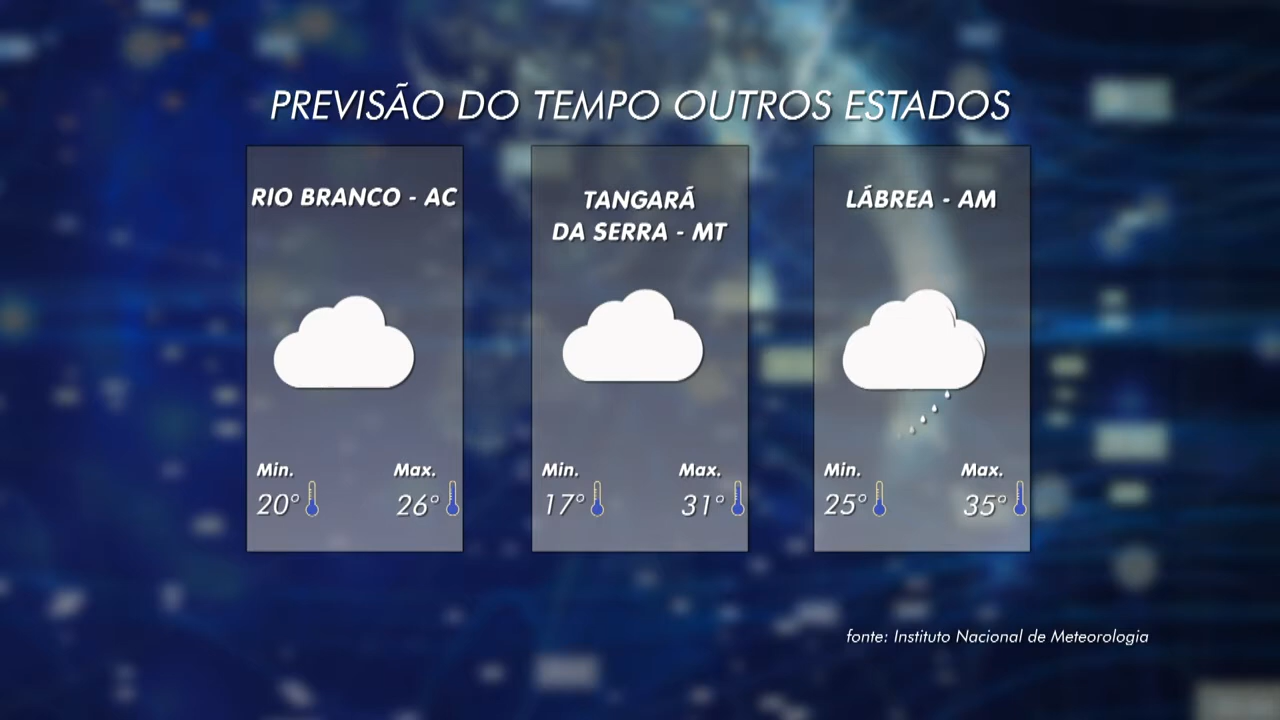 PREVISÃO DO TEMPO OUTROS ESTADOS
RIO BRANCO - AC
Min.
Max.
20°
26°
TANGARÁ
DA SERRA - MT
Min.
Max.
17°
31°
LÁBREA - AM
Min.
Max.
25°
35°
fonte: Instituto Nacional de Meteorologia